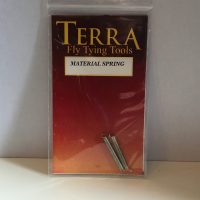 TERRA
Fly Tying Tools
MATERIAL SPRING